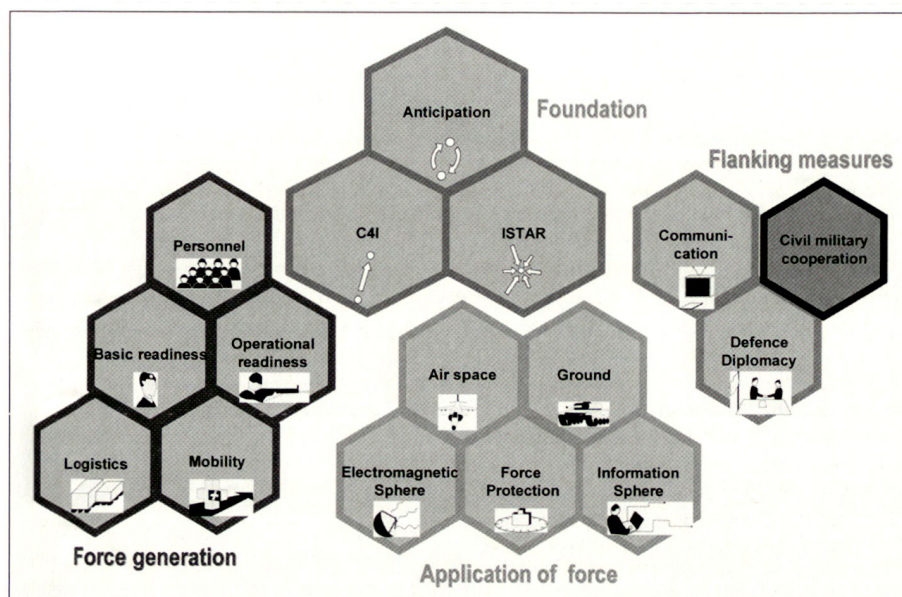 Anticipation
C4I
ISTAR
Foundation
Flanking measures
Communi-
cation
Civil military
cooperation
Defence
Diplomacy
Personnel
Basic readiness
Operational
readiness
Logistics
Mobility
Force generation
Air space
Ground
Electromagnetic
Sphere
Force
Protection
Information
Sphere
Application of force